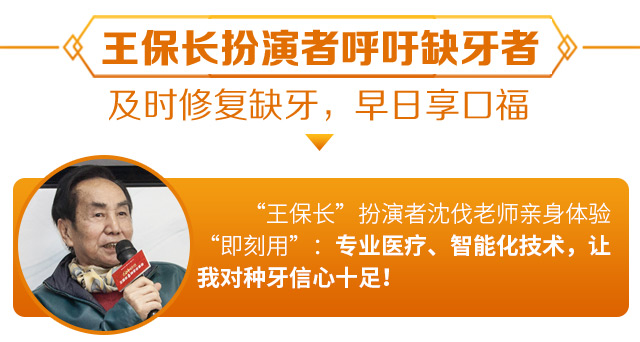 王保长扮演者呼吁缺牙者
及时修复缺牙，早日享口福
“王保长”扮演者沈伐老师亲身体验
“即刻用”：专业医疗、智能化技术，让
我对种牙信心十足！